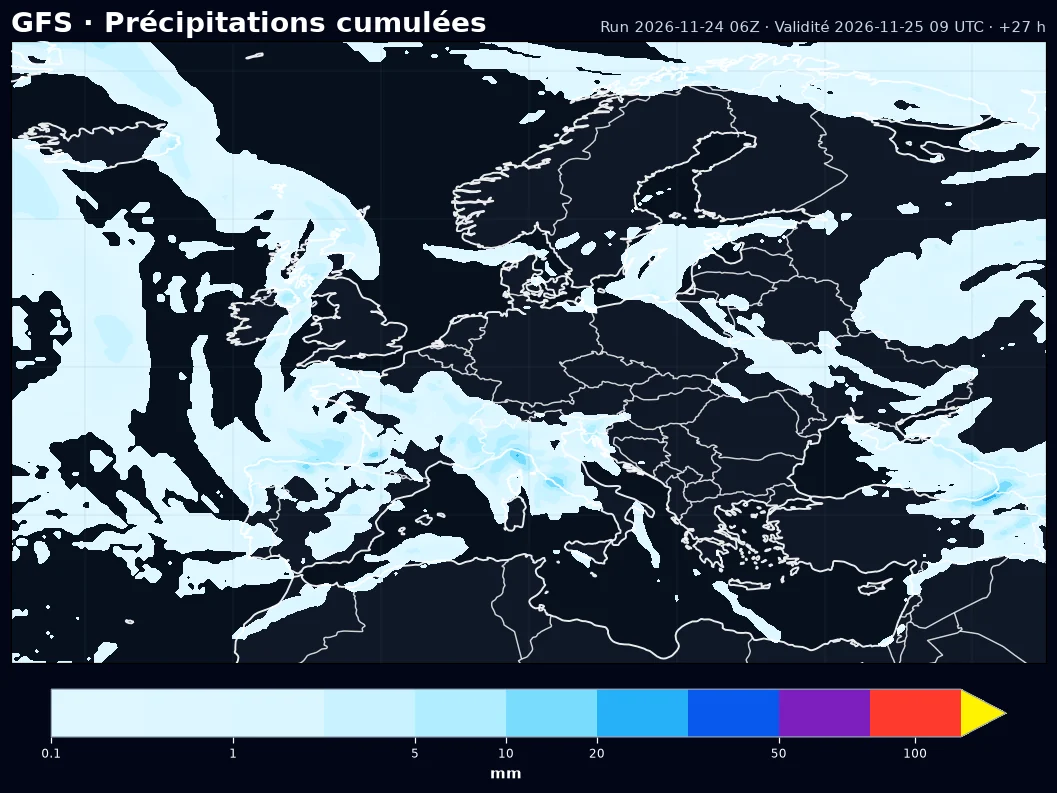 GFS · Précipitations cumulées
Run 2026-11-24 06Z · Validité 2026-11-25 09 UTC · +27 h
0.1 1 5 10 20 50 100
mm